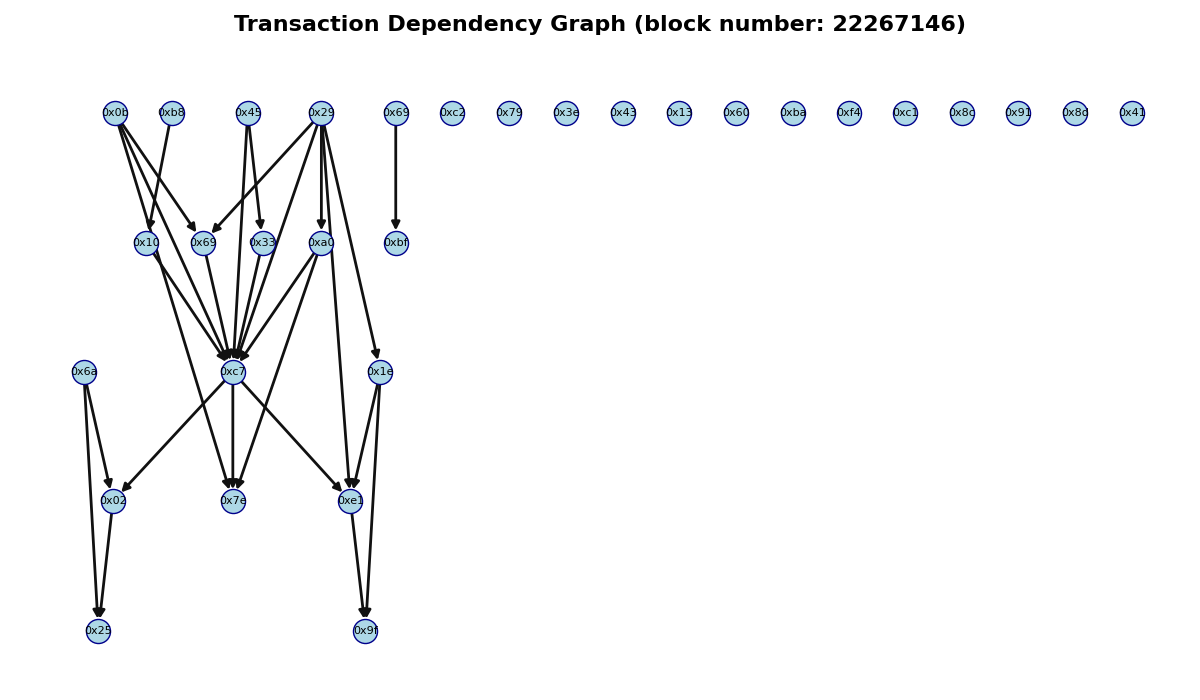 Transaction Dependency Graph (block number: 22267146)
0x0b 0xb8 0x45 0x29 0x69 0xc2 0x79 0x3e 0x43 0x13 0x60 0xba 0xf4 0xc1 0x8c 0x91 0x8d 0x41
0x10 0x69 0x33 0xa0 0xbf
0x6a 0xc7 0x1e
0x02 0x7e 0xe1
0x25 0x9f